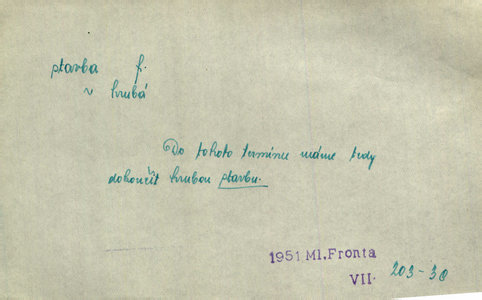 stavba f.
v hrubá
Do tohoto termínu máme tedy
dokončit hrubou stavbu.
1951 Ml.Fronta
VII. 203-38